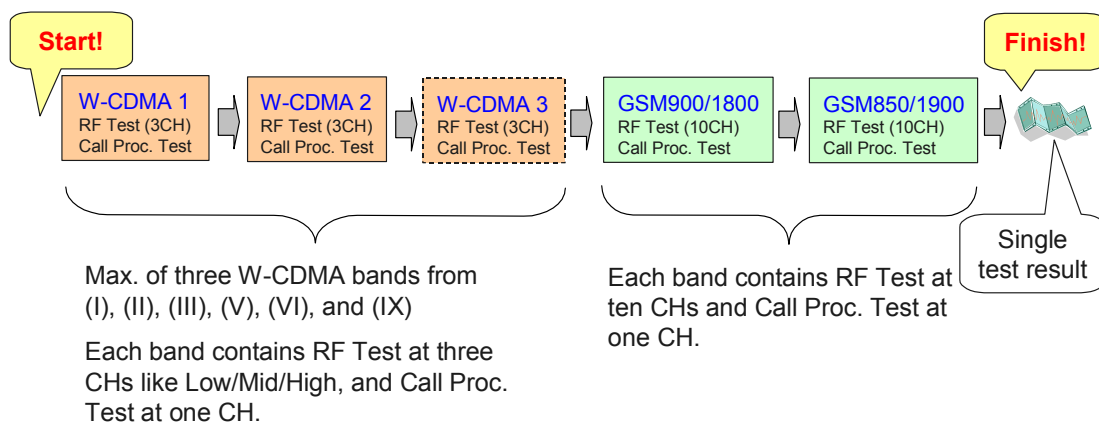 Start!
Finish!
W-CDMA 1
RF Test (3CH)
Call Proc. Test
W-CDMA 2
RF Test (3CH)
Call Proc. Test
W-CDMA 3
RF Test (3CH)
Call Proc. Test
GSM900/1800
RF Test (10CH)
Call Proc. Test
GSM850/1900
RF Test (10CH)
Call Proc. Test
Single
test result
Max. of three W-CDMA bands from
(I), (II), (III), (V), (VI), and (IX)
Each band contains RF Test at three
CHs like Low/Mid/High, and Call Proc.
Test at one CH.
Each band contains RF Test at
ten CHs and Call Proc. Test at
one CH.